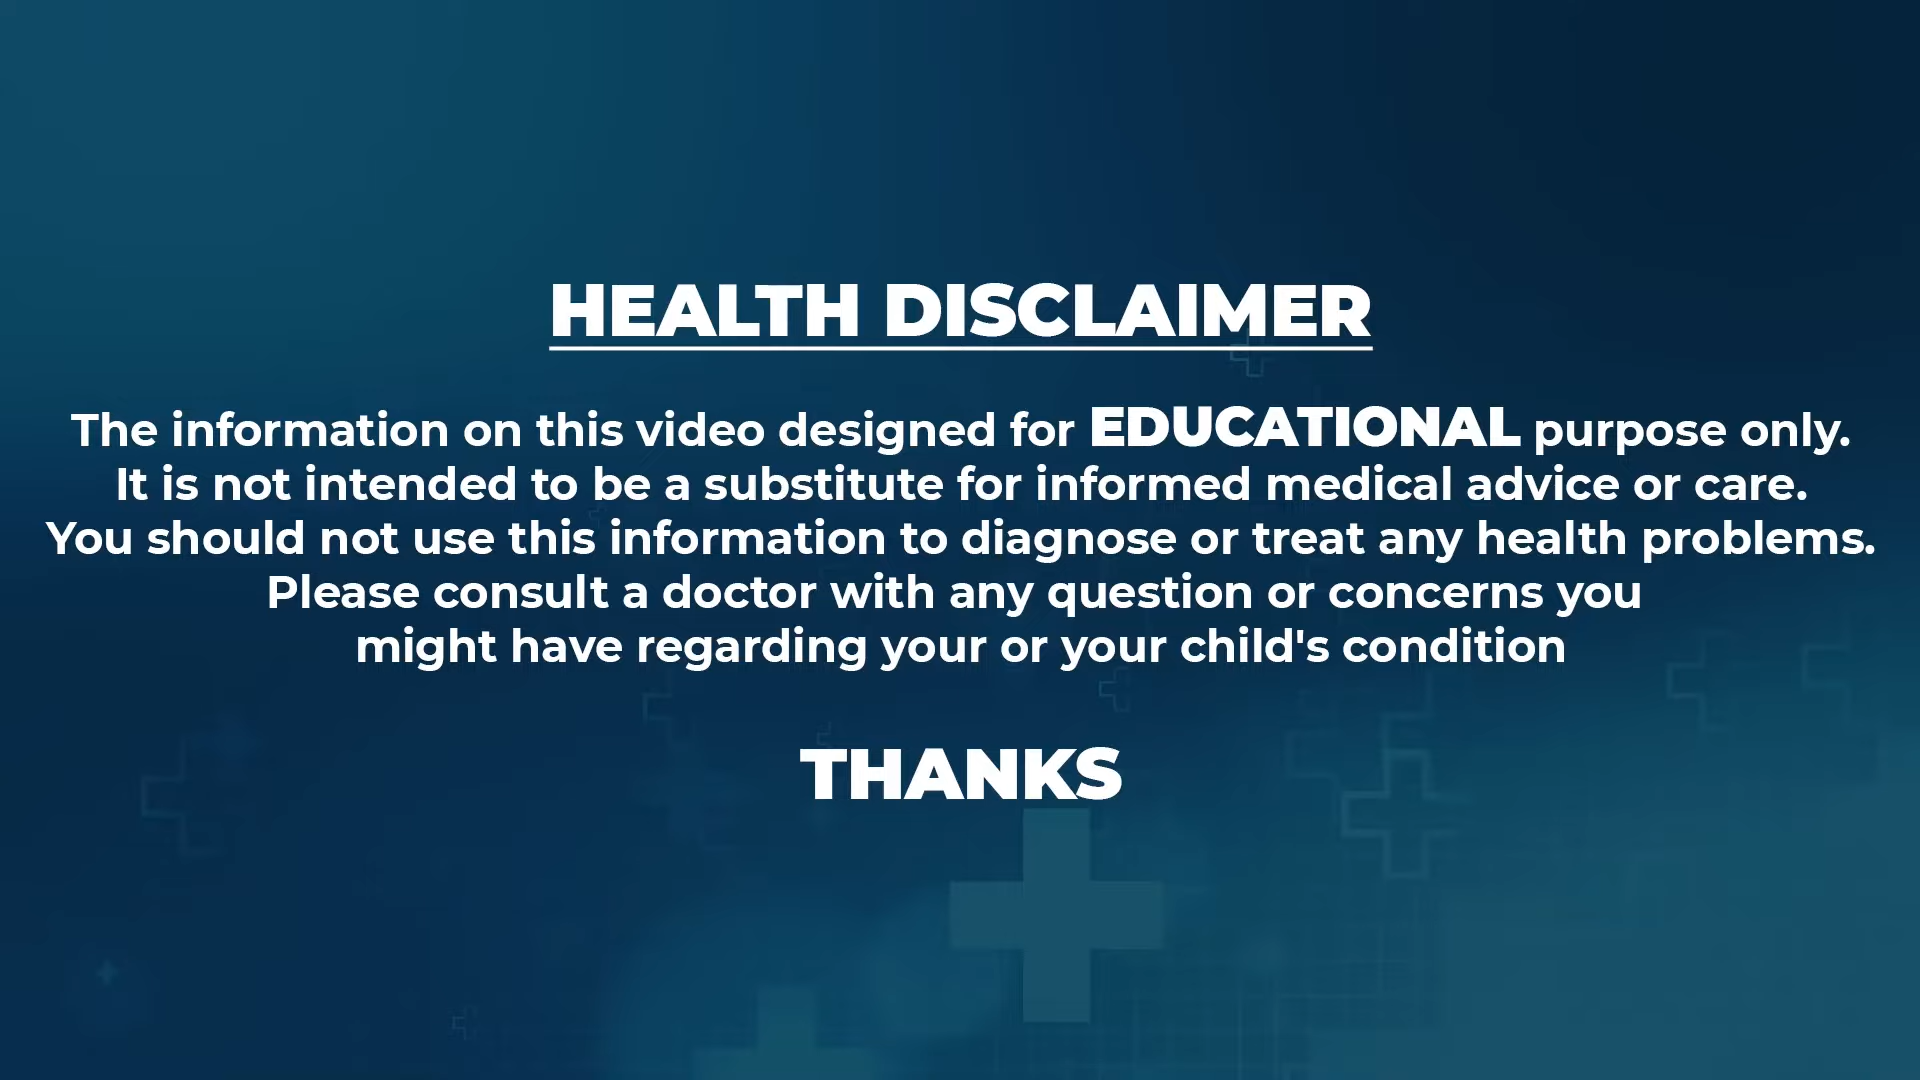 HEALTH DISCLAIMER
The information on this video designed for EDUCATIONAL purpose only.
It is not intended to be a substitute for informed medical advice or care.
You should not use this information to diagnose or treat any health problems.
Please consult a doctor with any question or concerns you
might have regarding your or your child's condition
THANKS